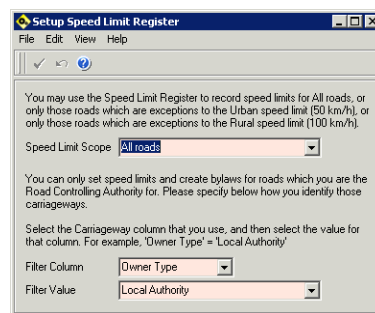 Setup Speed Limit Register
File Edit View Help
You may use the Speed Limit Register to record speed limits for All roads, or
only those roads which are exceptions to the Urban speed limit (50 km/h), or
only those roads which are exceptions to the Rural speed limit (100 km/h).
Speed Limit Scope All roads
You can only set speed limits and create bylaws for roads which you are the
Road Controlling Authority for. Please specify below how you identify those
carriageways.
Select the Carriageway column that you use, and then select the value for
that column. For example, 'Owner Type' = 'Local Authority'
Filter Column Owner Type
Filter Value Local Authority